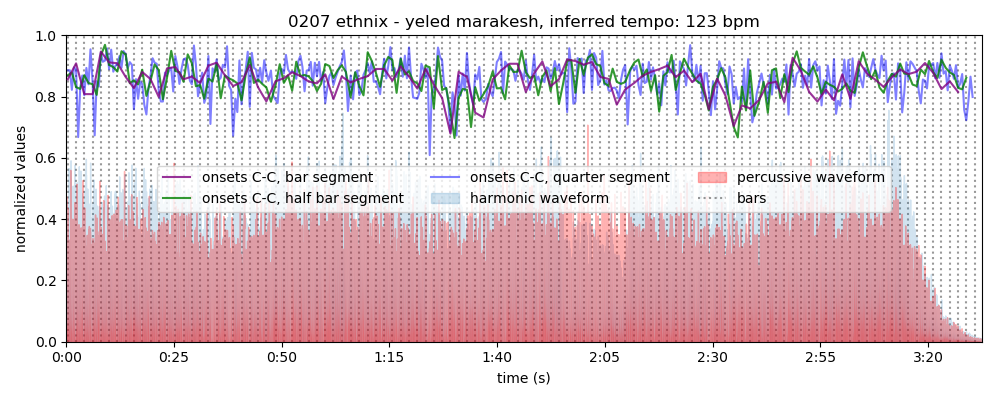 0207 ethnix - yeled marakesh, inferred tempo: 123 bpm
1.0
0.8
0.6
0.4
0.2
0.0
normalized values
onsets C-C, bar segment
onsets C-C, half bar segment
onsets C-C, quarter segment
harmonic waveform
percussive waveform
bars
0:00 0:25 0:50 1:15 1:40 2:05 2:30 2:55 3:20
time (s)